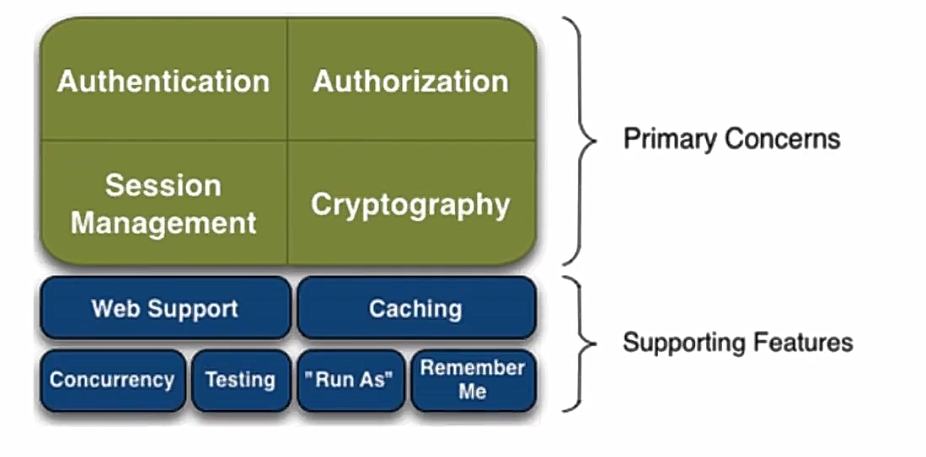 Authentication
Authorization
Session
Management
Cryptography
Primary Concerns
Web Support
Caching
Concurrency
Testing
"Run As"
Remember
Me
Supporting Features